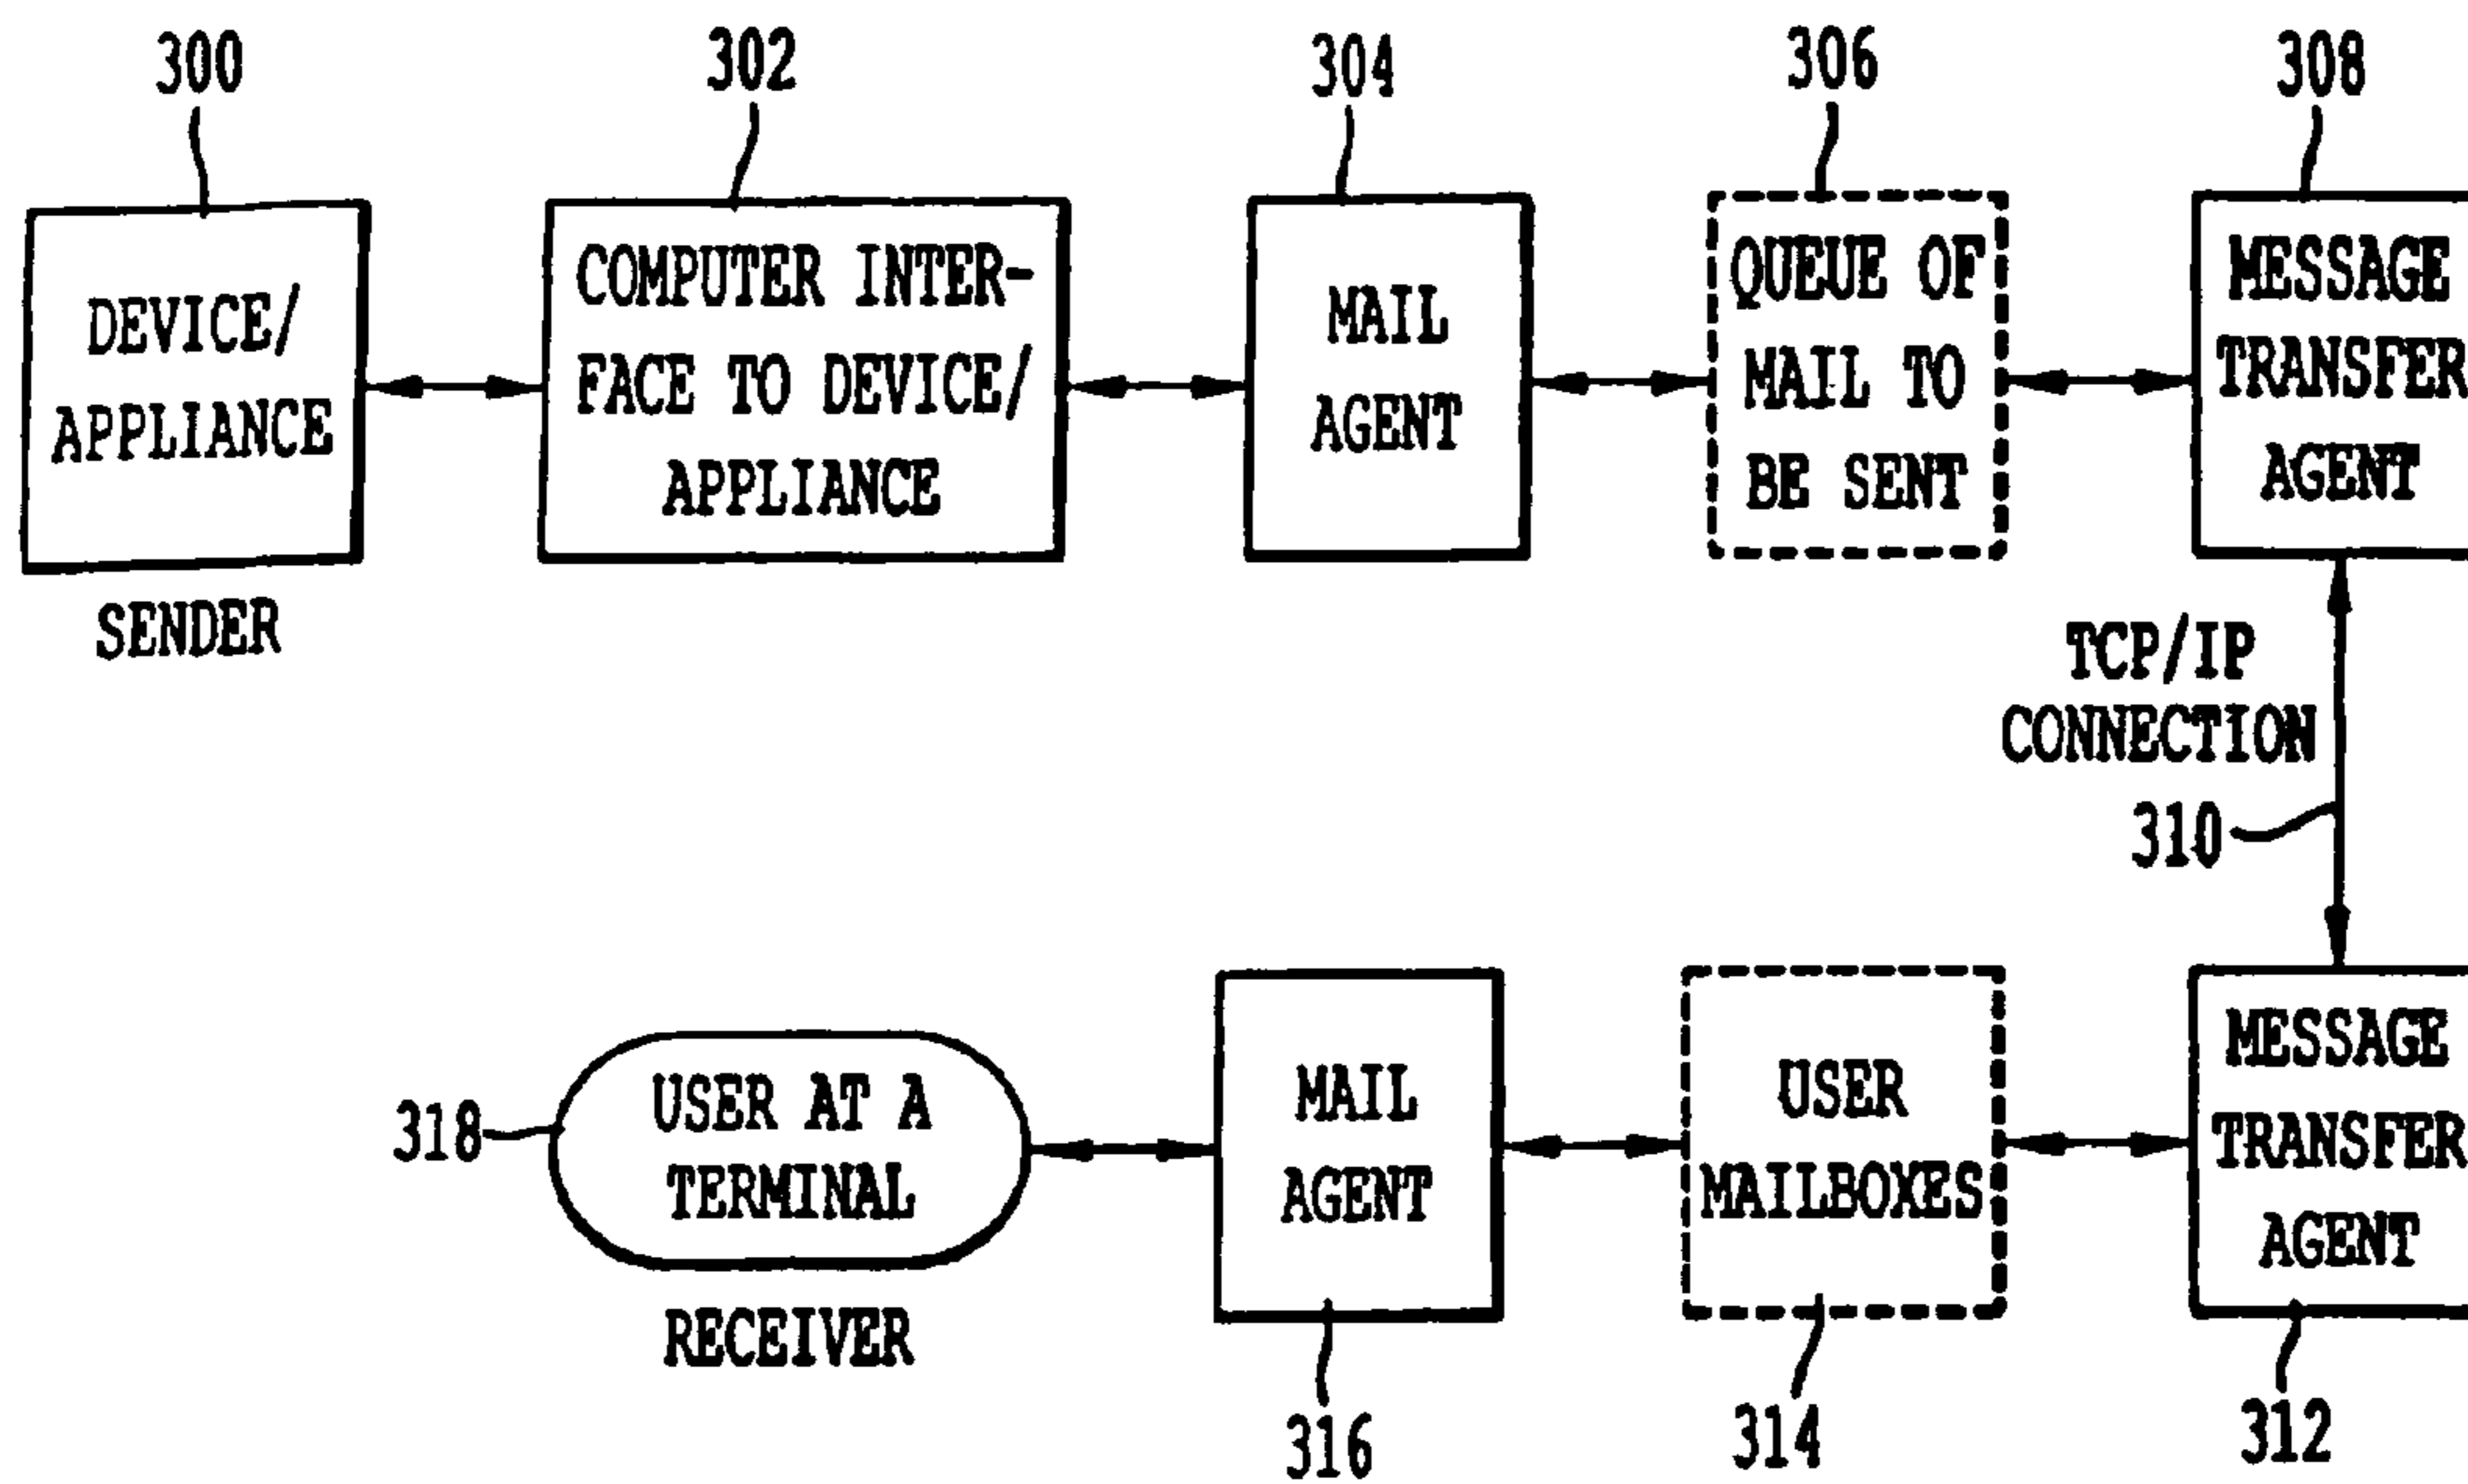 300
302
304
306
308
DEVICE/
APPLIANCE
SENDER
COMPUTER INTER-
FACE TO DEVICE/
APPLIANCE
MAIL
AGENT
QUEUE OF
MAIL TO
BE SENT
MESSAGE
TRANSFER
AGENT
TCP/IP
CONNECTION
310
318
USER AT A
TERMINAL
RECEIVER
MAIL
AGENT
USER
MAILBOXES
MESSAGE
TRANSFER
AGENT
316
314
312